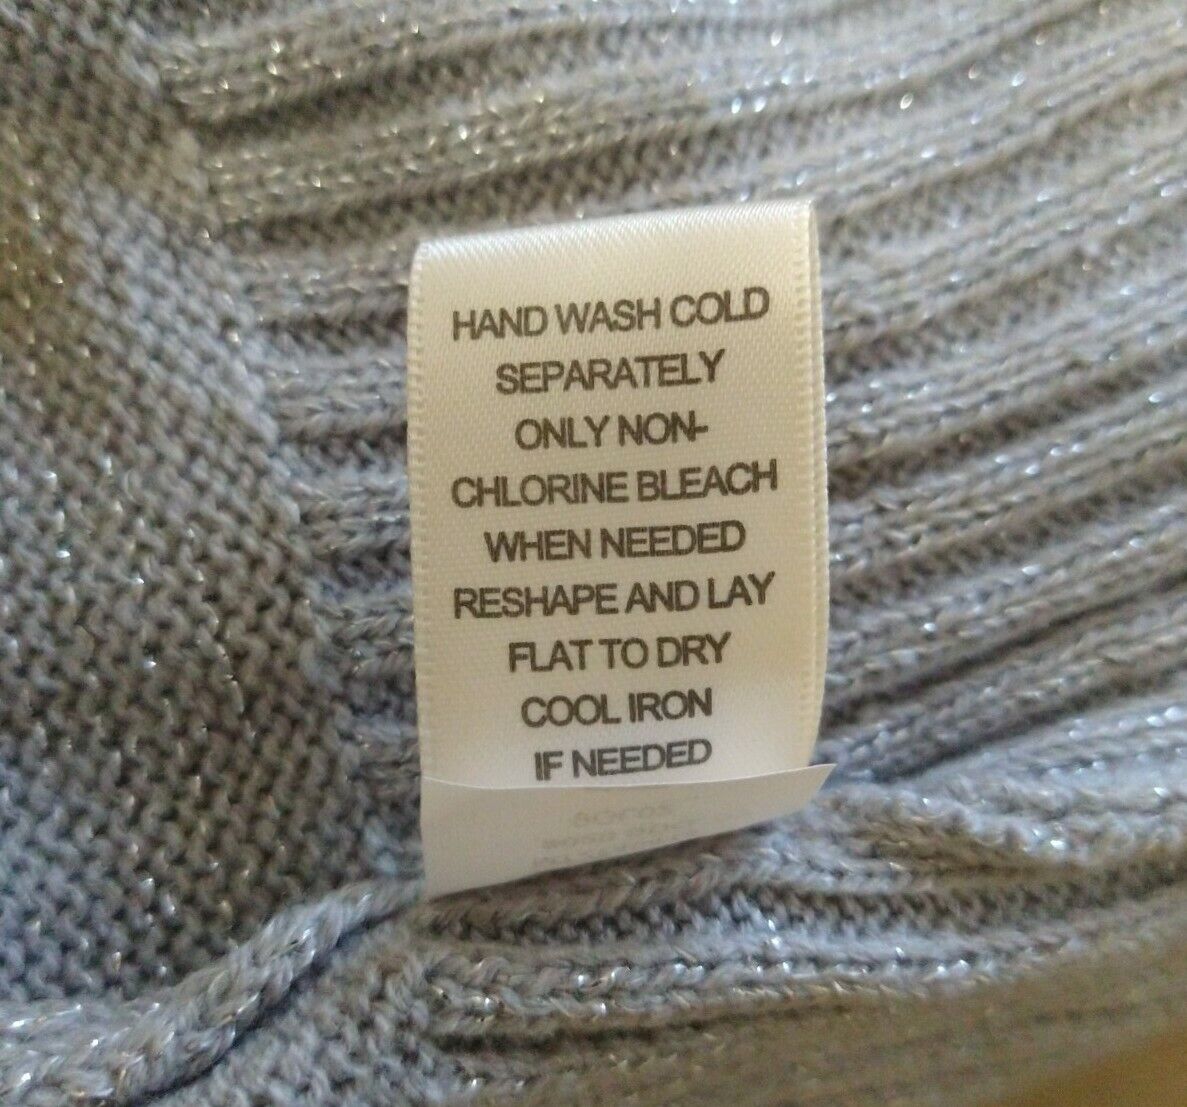 HAND WASH COLD
SEPARATELY
ONLY NON-
CHLORINE BLEACH
WHEN NEEDED
RESHAPE AND LAY
FLAT TO DRY
COOL IRON
IF NEEDED